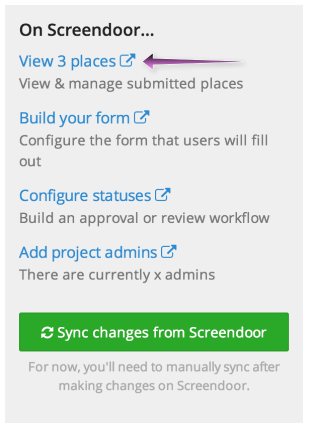 On Screendoor...
View 3 places
View & manage submitted places
Build your form
Configure the form that users will fill
out
Configure statuses
Build an approval or review workflow
Add project admins
There are currently x admins
Sync changes from Screendoor
For now, you'll need to manually sync after
making changes on Screendoor.